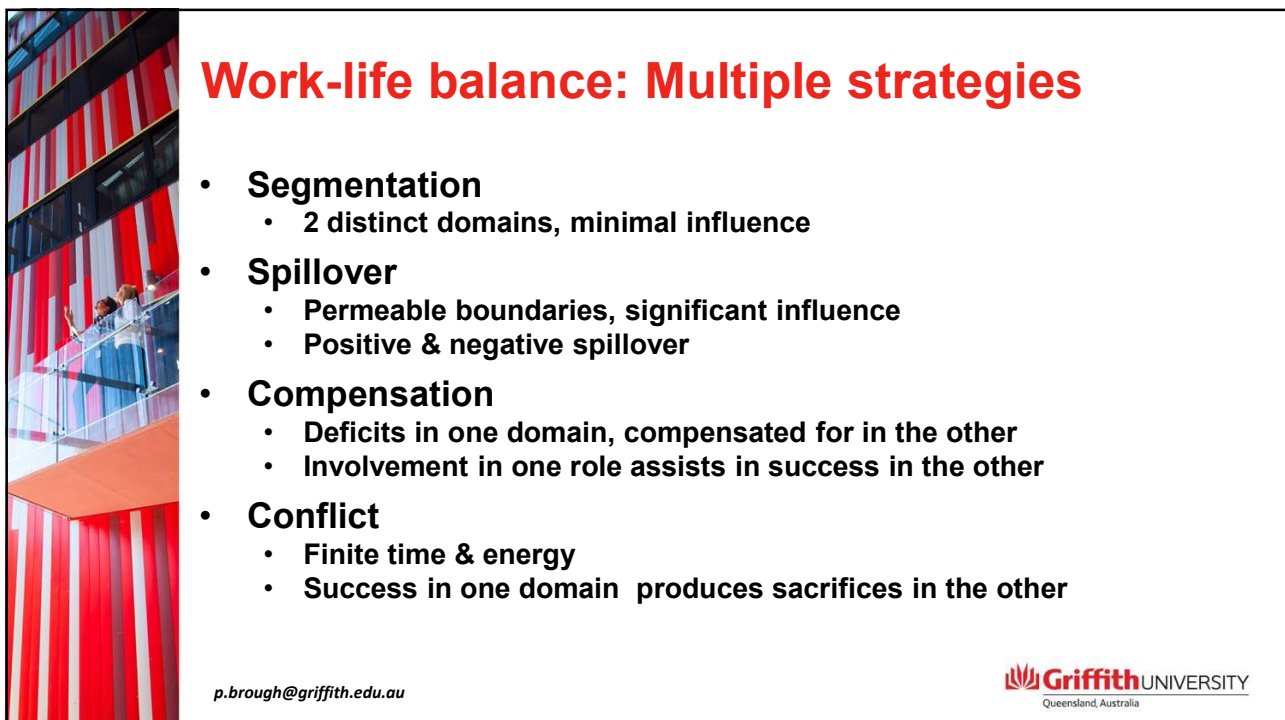 Work-life balance: Multiple strategies
• Segmentation
• 2 distinct domains, minimal influence
• Spillover
• Permeable boundaries, significant influence
• Positive & negative spillover
• Compensation
• Deficits in one domain, compensated for in the other
• Involvement in one role assists in success in the other
• Conflict
• Finite time & energy
• Success in one domain  produces sacrifices in the other
p.brough@griffith.edu.au
Griffith UNIVERSITY
Queensland, Australia